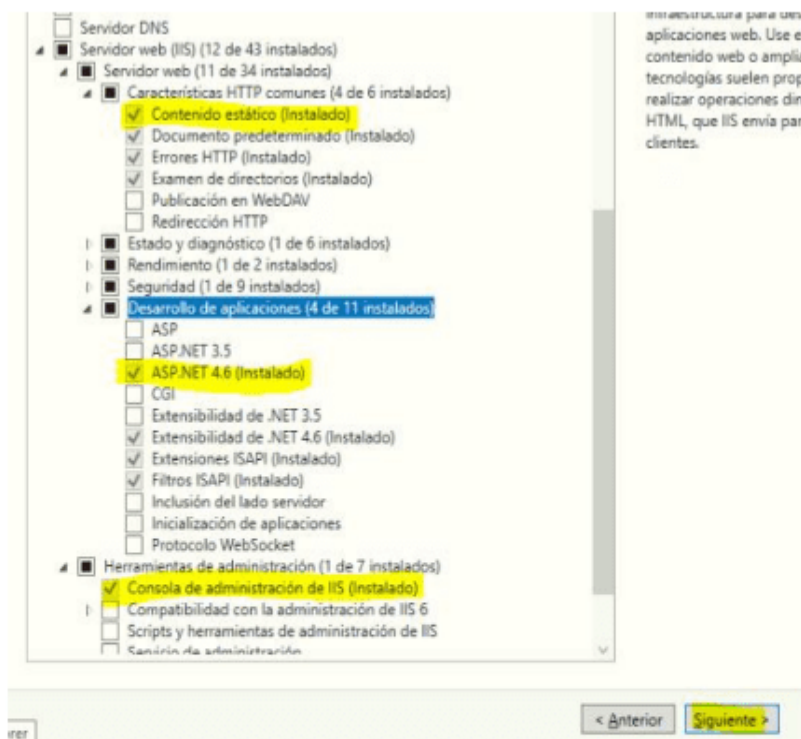 Servidor DNS
Servidor web (IIS) (12 de 43 instalados)
Servidor web (11 de 34 instalados)
Características HTTP comunes (4 de 6 instalados)
Contenido estático (Instalado)
Documento predeterminado (Instalado)
Errores HTTP (Instalado)
Examen de directorios (Instalado)
Publicación en WebDAV
Redirección HTTP
Estado y diagnóstico (1 de 6 instalados)
Rendimiento (1 de 2 instalados)
Seguridad (1 de 9 instalados)
Desarrollo de aplicaciones (4 de 11 instalados)
ASP
ASP.NET 3.5
ASP.NET 4.6 (Instalado)
CGI
Extensibilidad de .NET 3.5
Extensibilidad de .NET 4.6 (Instalado)
Extensiones ISAPI (Instalado)
Filtros ISAPI (Instalado)
Inclusión del lado servidor
Inicialización de aplicaciones
Protocolo WebSocket
Herramientas de administración (1 de 7 instalados)
Consola de administración de IIS (Instalado)
Compatibilidad con la administración de IIS 6
Scripts y herramientas de administración de IIS
Servicio de administración
infraestructura para des
aplicaciones web. Use e
contenido web o amplia
tecnologías suelen prop
realizar operaciones din
HTML, que IIS envía par
clientes.
< Anterior
Siguiente >